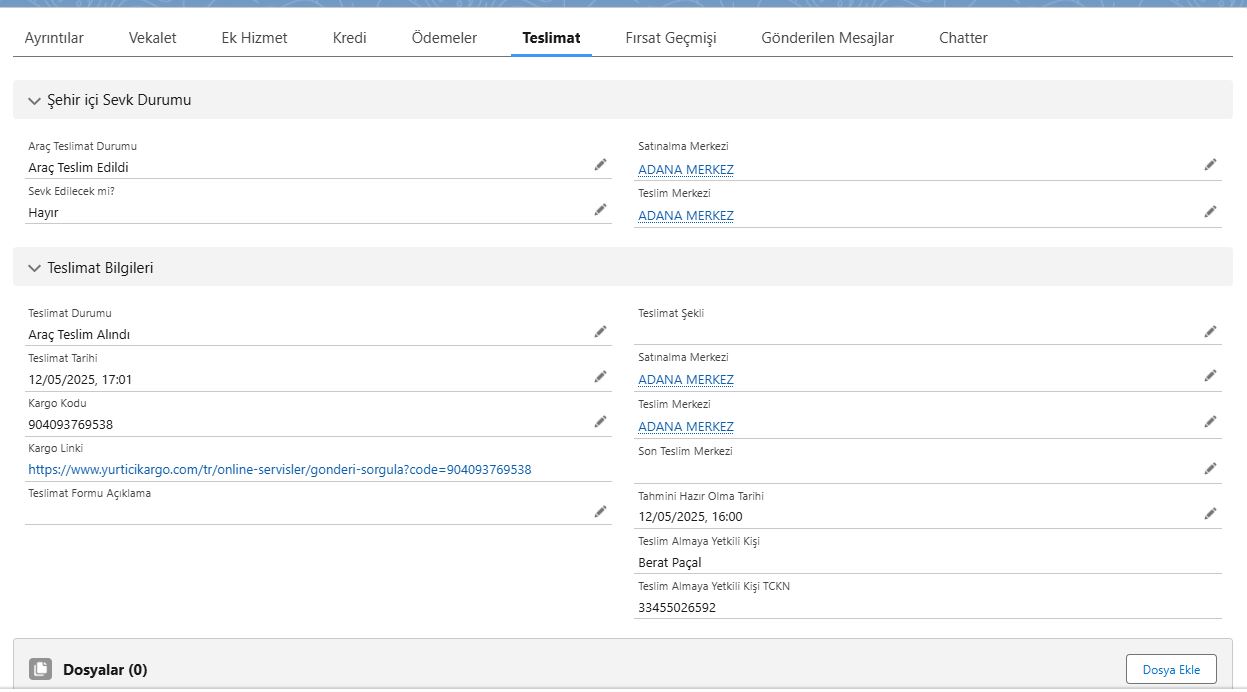 Ayrıntılar Vekalet Ek Hizmet Kredi Ödemeler Teslimat Fırsat Geçmişi Gönderilen Mesajlar Chatter
Şehir içi Sevk Durumu
Araç Teslimat Durumu
Araç Teslim Edildi
Sevk Edilecek mi?
Hayır
Satınalma Merkezi
ADANA MERKEZ
Teslim Merkezi
ADANA MERKEZ
Teslimat Bilgileri
Teslimat Durumu
Araç Teslim Alındı
Teslimat Tarihi
12/05/2025, 17:01
Kargo Kodu
904093769538
Kargo Linki
https://www.yurticikargo.com/tr/online-servisler/gonderi-sorgula?code=904093769538
Teslimat Formu Açıklama
Teslimat Şekli
Satınalma Merkezi
ADANA MERKEZ
Teslim Merkezi
ADANA MERKEZ
Son Teslim Merkezi
Tahmini Hazır Olma Tarihi
12/05/2025, 16:00
Teslim Almaya Yetkili Kişi
Berat Paçal
Teslim Almaya Yetkili Kişi TCKN
33455026592
Dosyalar (0)
Dosya Ekle